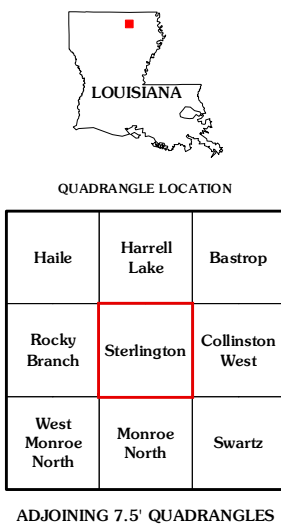 LOUISIANA
QUADRANGLE LOCATION
Haile
Harrell
Lake
Bastrop
Rocky
Branch
Sterlington
Collinston
West
West
Monroe
North
Monroe
North
Swartz
ADJOINING 7.5' QUADRANGLES